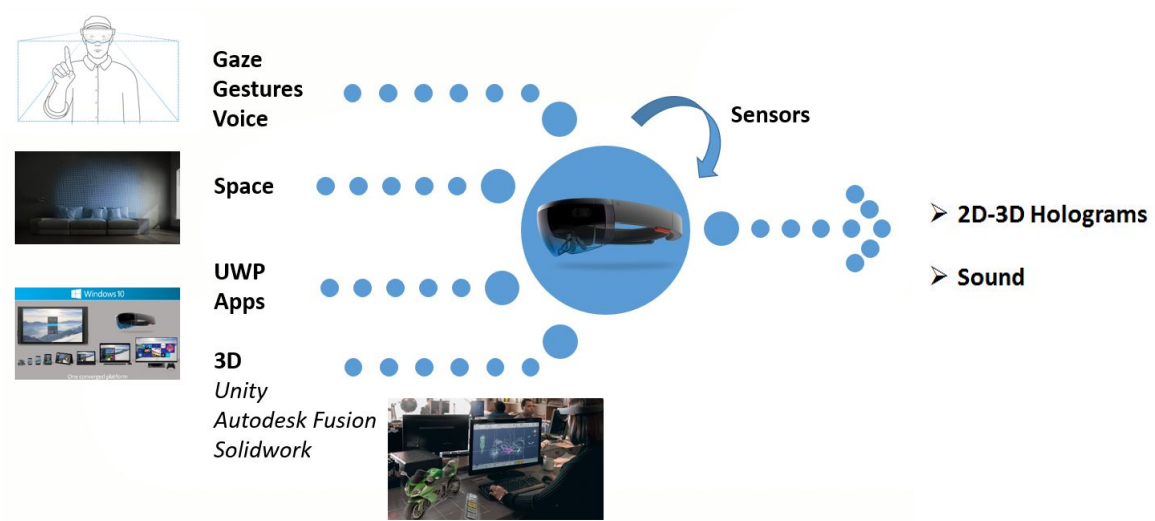 Gaze
Gestures
Voice
Sensors
Space
2D-3D Holograms
Sound
UWP
Apps
Windows 10
One converged platform
3D
Unity
Autodesk Fusion
Solidwork